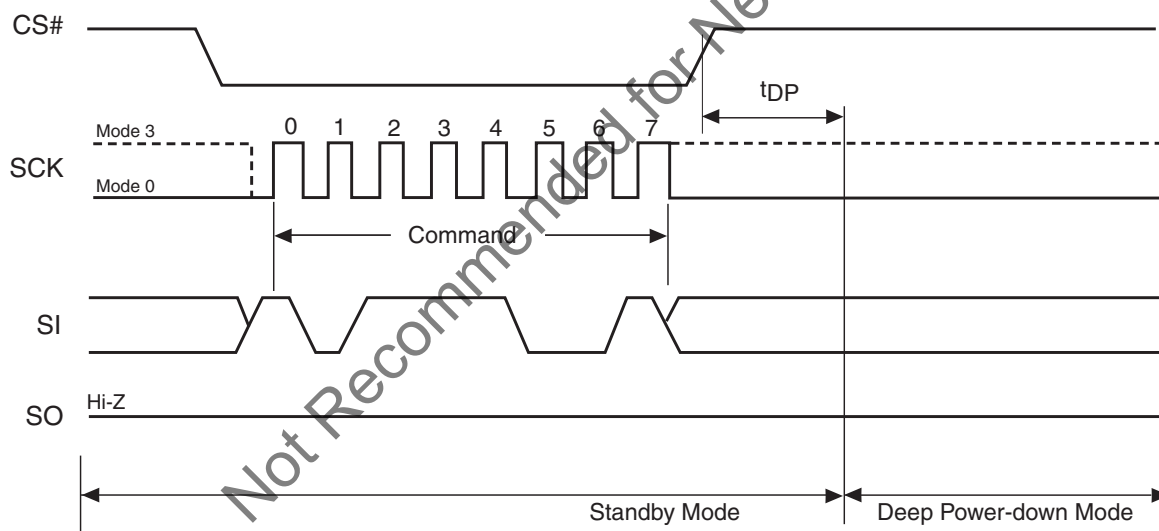 CS#
tDP
Mode 3
0 1 2 3 4 5 6 7
SCK
Mode 0
Command
SI
Hi-Z
SO
Standby Mode
Deep Power-down Mode
Not Recommended for Ne